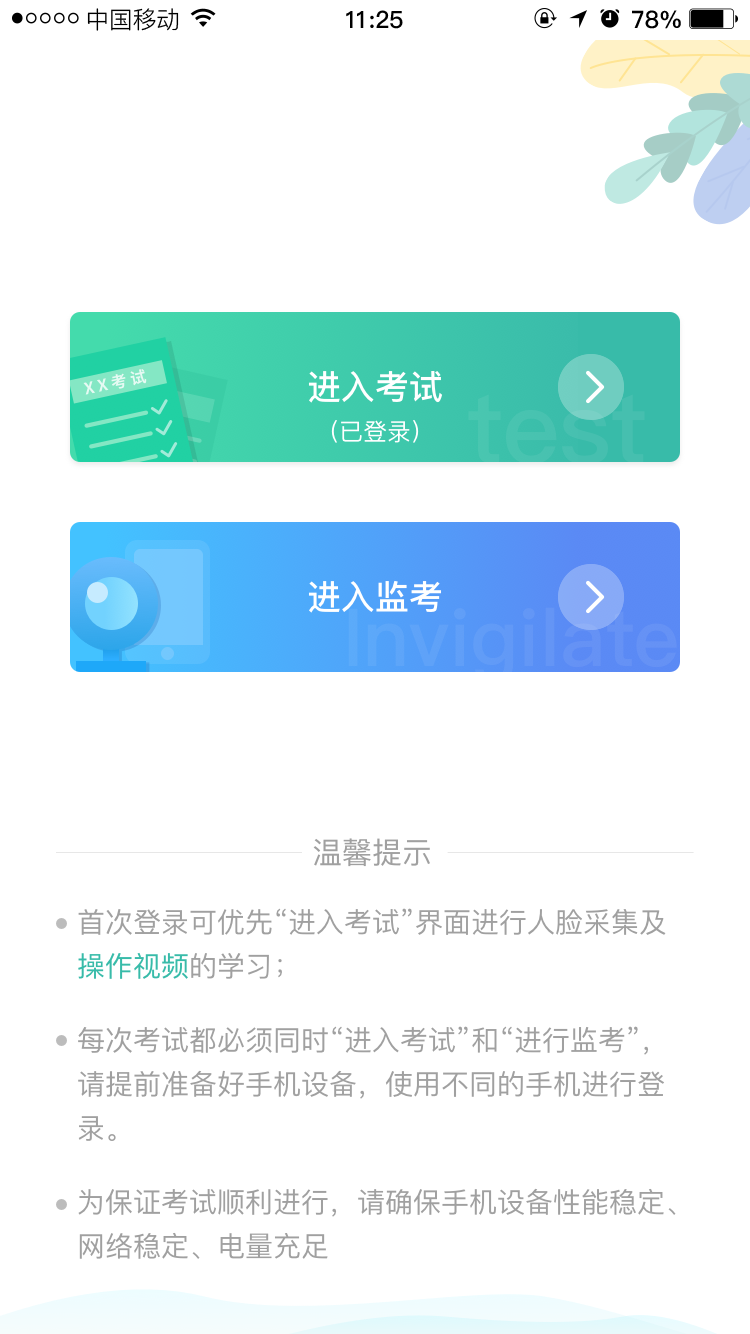 中国移动 11:25 78%
XX考试
进入考试
（已登录）
test
进入监考
Invigilate
温馨提示
首次登录可优先“进入考试”界面进行人脸采集及
操作视频的学习；
每次考试都必须同时“进入考试”和“进行监考”，
请提前准备好手机设备，使用不同的手机进行登
录。
为保证考试顺利进行，请确保手机设备性能稳定、
网络稳定、电量充足